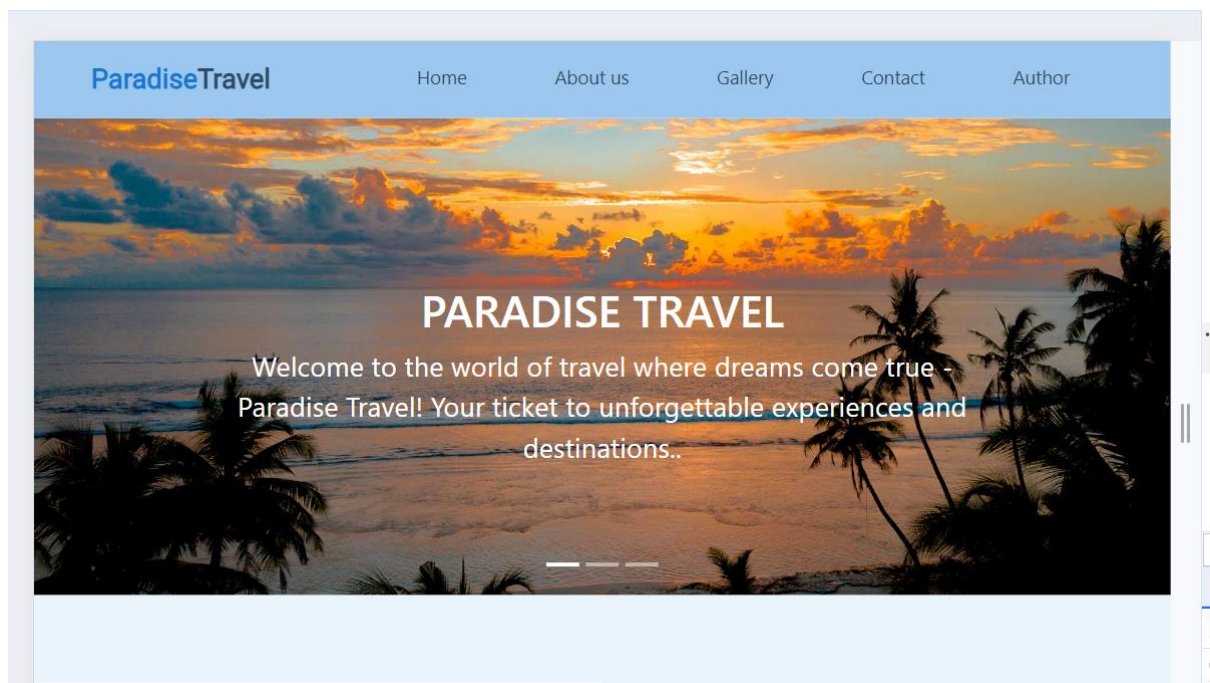 ParadiseTravel Home About us Gallery Contact Author
PARADISE TRAVEL
Welcome to the world of travel where dreams come true -
Paradise Travel! Your ticket to unforgettable experiences and
destinations..